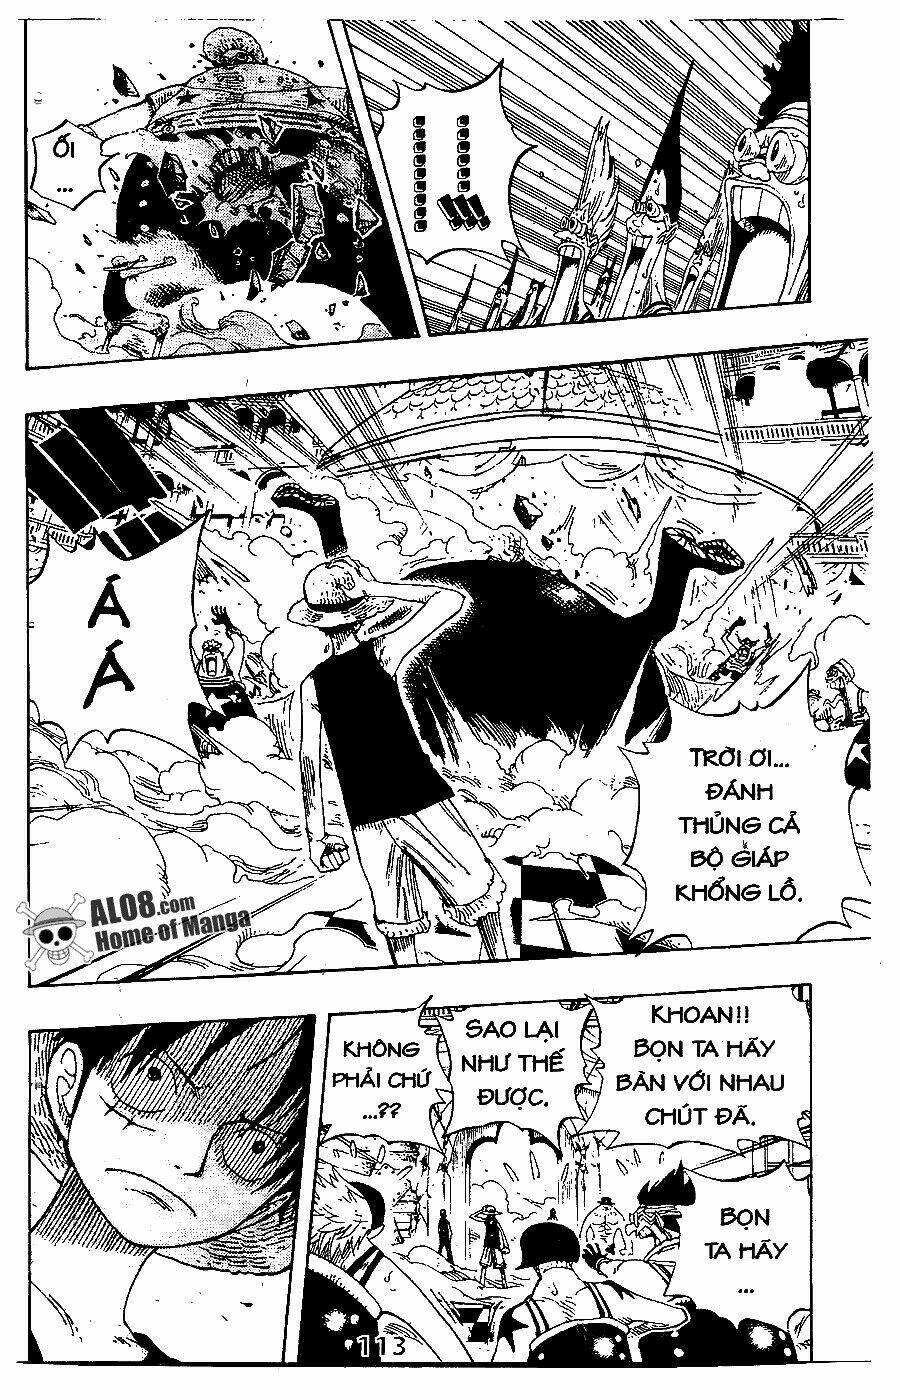 ỐI
...
!!
Á
Á
TRỜI ƠI...
ĐÁNH
THỦNG CẢ
BỘ GIÁP
KHỔNG LỒ.
AL08.com
Home of Manga
KHOAN!!
BỌN TA HÃY
BÀN VỚI NHAU
CHÚT ĐÃ.
SAO LẠI
NHƯ THẾ
ĐƯỢC.
KHÔNG
PHẢI CHỨ
...??
BỌN
TA HÃY
...
113